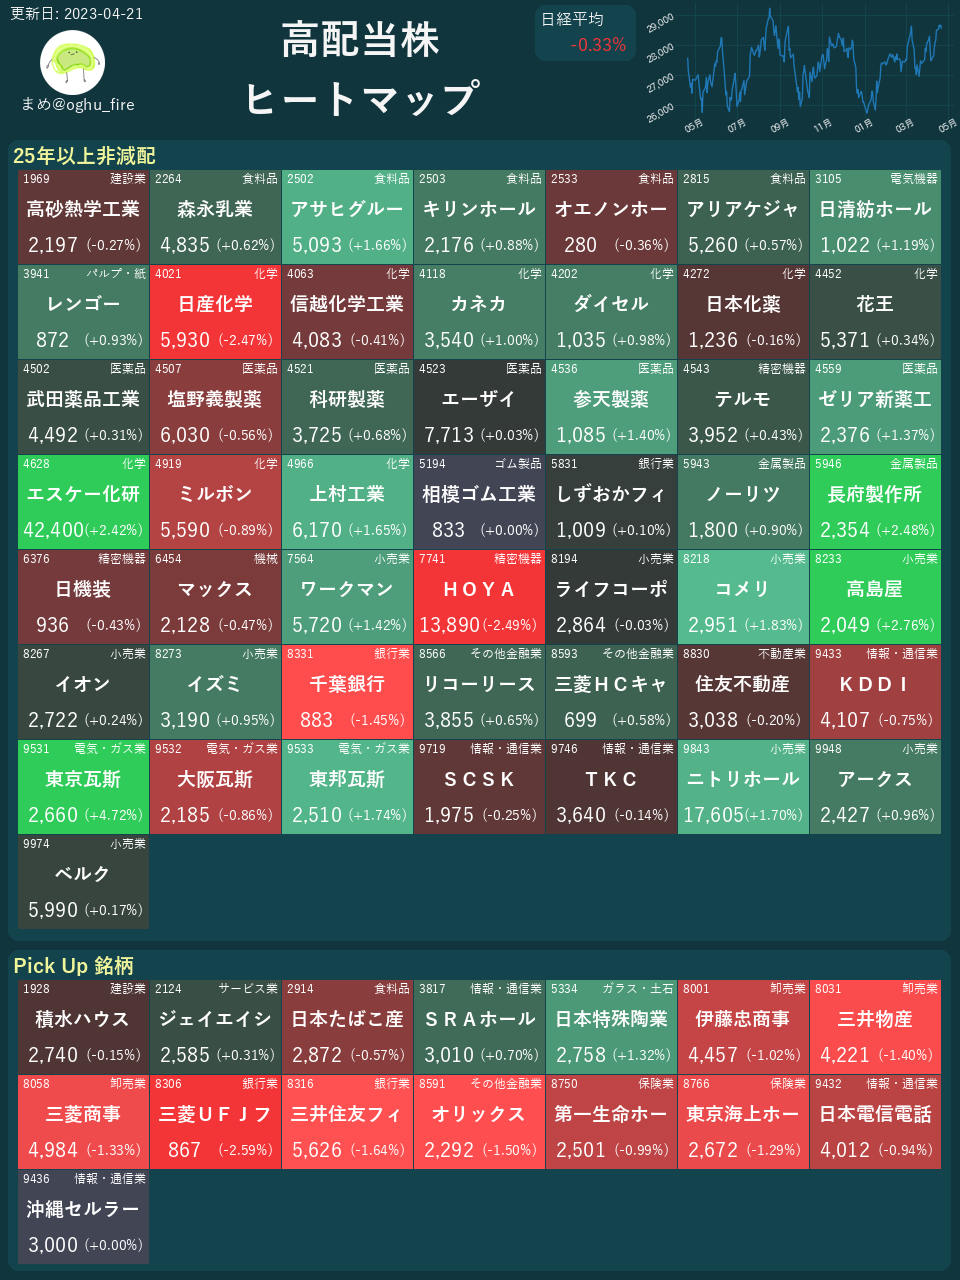 更新日: 2023-04-21
まめ@oghu_fire
高配当株
ヒートマップ
日経平均
-0.33%
29,000
28,000
27,000
26,000
05月 07月 09月 11月 01月 03月 05月
25年以上非減配
1969 建設業 2264 食料品 2502 食料品 2503 食料品 2533 食料品 2815 食料品 3105 電気機器
高砂熱学工業 森永乳業 アサヒグルー キリンホール オエノンホー アリアケジャ 日清紡ホール
2,197 (-0.27%) 4,835 (+0.62%) 5,093 (+1.66%) 2,176 (+0.88%) 280 (-0.36%) 5,260 (+0.57%) 1,022 (+1.19%)
3941 パルプ・紙 4021 化学 4063 化学 4118 化学 4202 化学 4272 化学 4452 化学
レンゴー 日産化学 信越化学工業 カネカ ダイセル 日本化薬 花王
872 (+0.93%) 5,930 (-2.47%) 4,083 (-0.41%) 3,540 (+1.00%) 1,035 (+0.98%) 1,236 (-0.16%) 5,371 (+0.34%)
4502 医薬品 4507 医薬品 4521 医薬品 4523 医薬品 4536 医薬品 4543 精密機器 4559 医薬品
武田薬品工業 塩野義製薬 科研製薬 エーザイ 参天製薬 テルモ ゼリア新薬工
4,492 (+0.31%) 6,030 (-0.56%) 3,725 (+0.68%) 7,713 (+0.03%) 1,085 (+1.40%) 3,952 (+0.43%) 2,376 (+1.37%)
4628 化学 4919 化学 4966 化学 5194 ゴム製品 5831 銀行業 5943 金属製品 5946 金属製品
エスケー化研 ミルボン 上村工業 相模ゴム工業 しずおかフィ ノーリツ 長府製作所
42,400 (+2.42%) 5,590 (-0.89%) 6,170 (+1.65%) 833 (+0.00%) 1,009 (+0.10%) 1,800 (+0.90%) 2,354 (+2.48%)
6376 精密機器 6454 機械 7564 小売業 7741 精密機器 8194 小売業 8218 小売業 8233 小売業
日機装 マックス ワークマン ＨＯＹＡ ライフコーポ コメリ 高島屋
936 (-0.43%) 2,128 (-0.47%) 5,720 (+1.42%) 13,890 (-2.49%) 2,864 (-0.03%) 2,951 (+1.83%) 2,049 (+2.76%)
8267 小売業 8273 小売業 8331 銀行業 8566 その他金融業 8593 その他金融業 8830 不動産業 9433 情報・通信業
イオン イズミ 千葉銀行 リコーリース 三菱ＨＣキャ 住友不動産 ＫＤＤＩ
2,722 (+0.24%) 3,190 (+0.95%) 883 (-1.45%) 3,855 (+0.65%) 699 (+0.58%) 3,038 (-0.20%) 4,107 (-0.75%)
9531 電気・ガス業 9532 電気・ガス業 9533 電気・ガス業 9719 情報・通信業 9746 情報・通信業 9843 小売業 9948 小売業
東京瓦斯 大阪瓦斯 東邦瓦斯 ＳＣＳＫ ＴＫＣ ニトリホール アークス
2,660 (+4.72%) 2,185 (-0.86%) 2,510 (+1.74%) 1,975 (-0.25%) 3,640 (-0.14%) 17,605 (+1.70%) 2,427 (+0.96%)
9974 小売業
ベルク
5,990 (+0.17%)
Pick Up 銘柄
1928 建設業 2124 サービス業 2914 食料品 3817 情報・通信業 5334 ガラス・土石 8001 卸売業 8031 卸売業
積水ハウス ジェイエイシ 日本たばこ産 ＳＲＡホール 日本特殊陶業 伊藤忠商事 三井物産
2,740 (-0.15%) 2,585 (+0.31%) 2,872 (-0.57%) 3,010 (+0.70%) 2,758 (+1.32%) 4,457 (-1.02%) 4,221 (-1.40%)
8058 卸売業 8306 銀行業 8316 銀行業 8591 その他金融業 8750 保険業 8766 保険業 9432 情報・通信業
三菱商事 三菱ＵＦＪフ 三井住友フィ オリックス 第一生命ホー 東京海上ホー 日本電信電話
4,984 (-1.33%) 867 (-2.59%) 5,626 (-1.64%) 2,292 (-1.50%) 2,501 (-0.99%) 2,672 (-1.29%) 4,012 (-0.94%)
9436 情報・通信業
沖縄セルラー
3,000 (+0.00%)